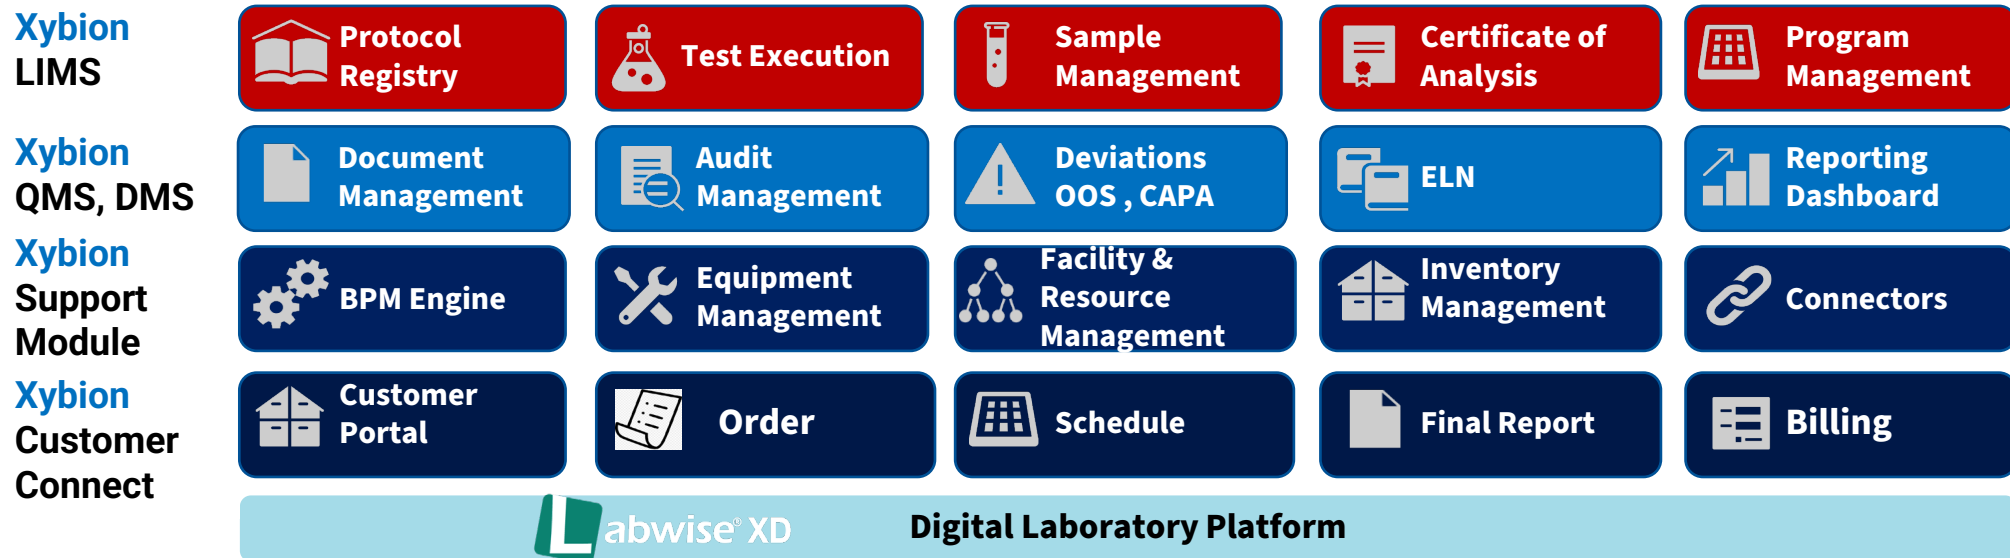 Xybion
LIMS
Protocol
Registry
Test Execution
Sample
Management
Certificate of
Analysis
Program
Management
Xybion
QMS, DMS
Document
Management
Audit
Management
Deviations
OOS , CAPA
ELN
Reporting
Dashboard
Xybion
Support
Module
BPM Engine
Equipment
Management
Facility &
Resource
Management
Inventory
Management
Connectors
Xybion
Customer
Connect
Customer
Portal
Order
Schedule
Final Report
Billing
Labwise® XD
Digital Laboratory Platform